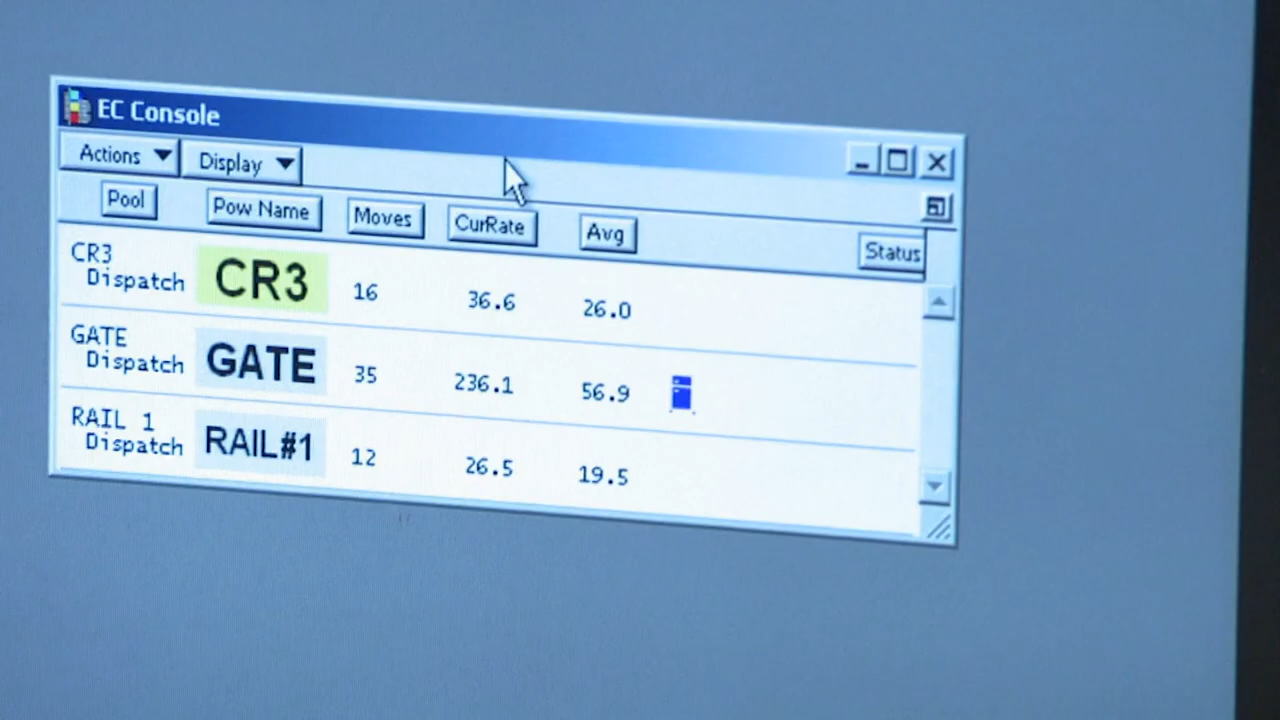 EC Console
Actions Display
Pool Pow Name Moves CurRate Avg Status
CR3
Dispatch CR3 16 36.6 26.0
GATE
Dispatch GATE 35 236.1 56.9
RAIL 1
Dispatch RAIL#1 12 26.5 19.5